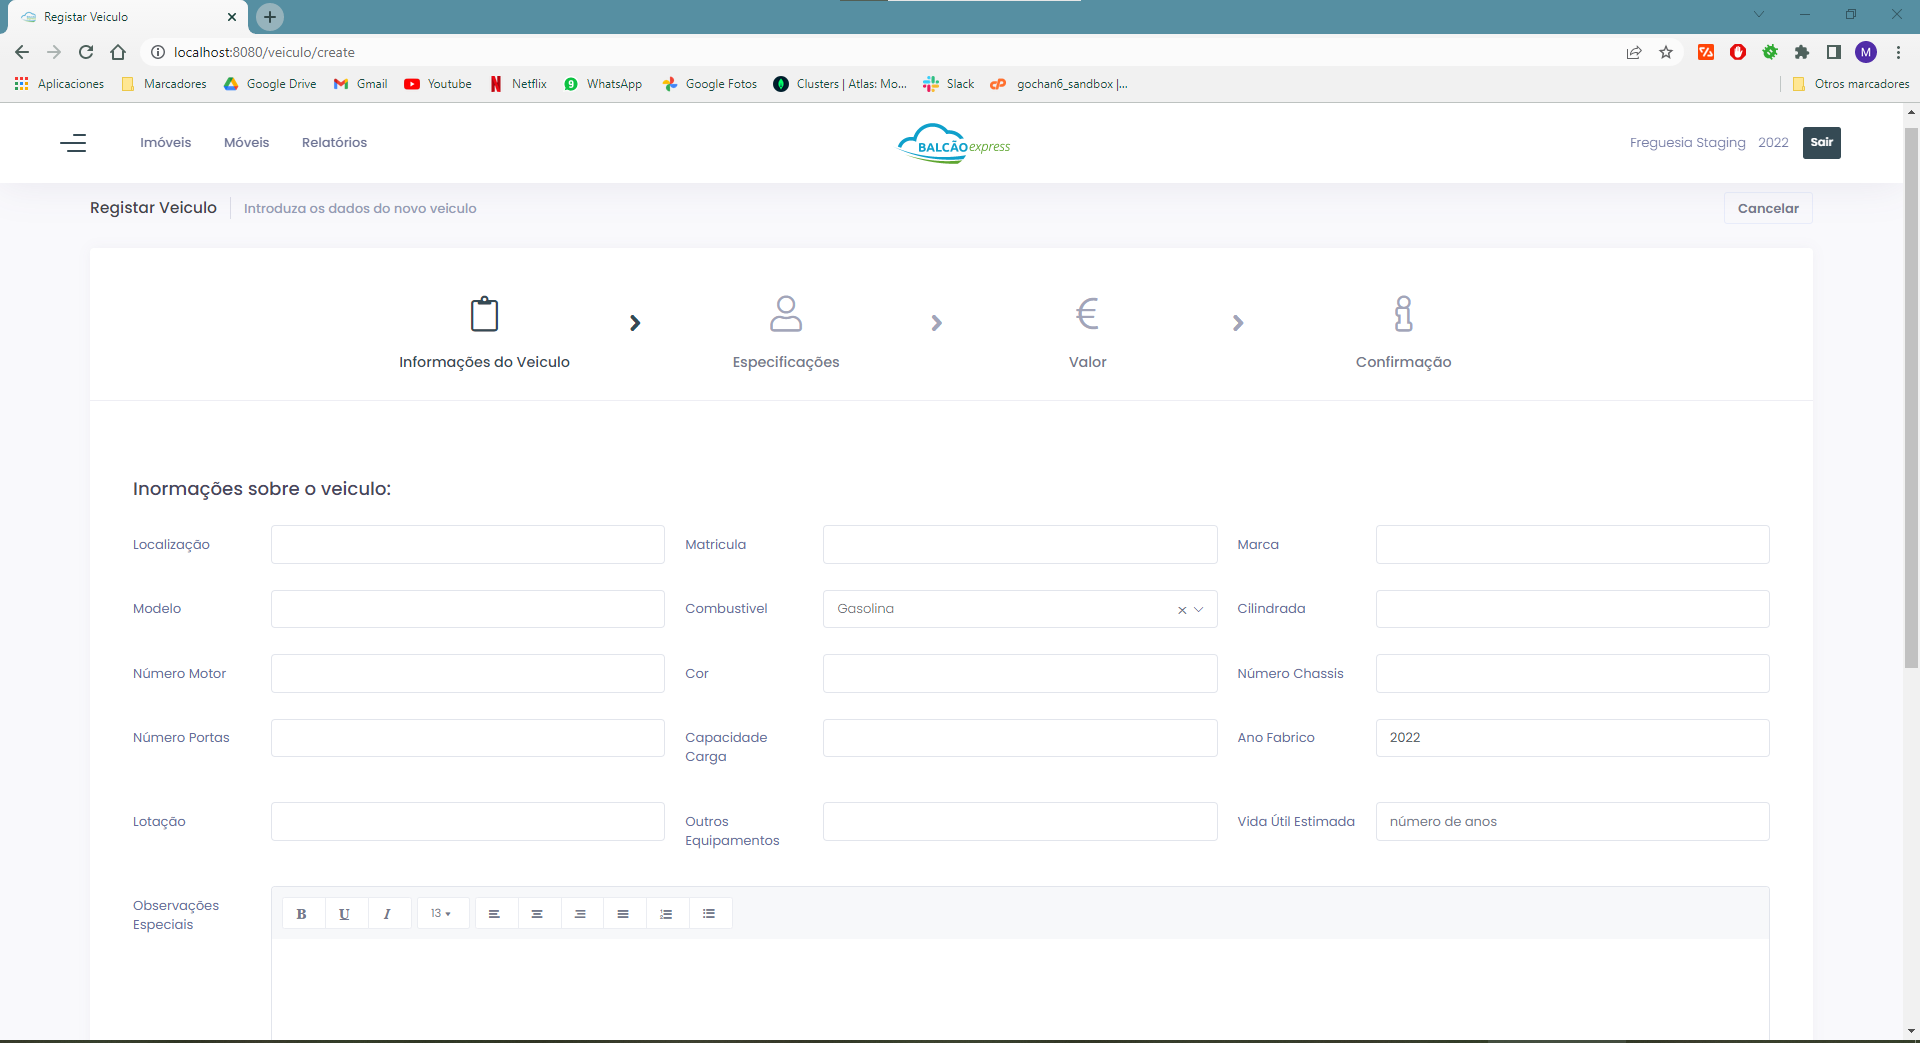 Registar Veiculo
localhost:8080/veiculo/create
M
Aplicaciones
Marcadores
Google Drive
Gmail
Youtube
Netflix
WhatsApp
Google Fotos
Clusters | Atlas: Mo...
Slack
gochan6_sandbox |...
Otros marcadores
Imóveis
Móveis
Relatórios
BALCÃO express
Freguesia Staging
2022
Sair
Registar Veiculo
Introduza os dados do novo veiculo
Cancelar
Informações do Veiculo
Especificações
Valor
Confirmação
Inormações sobre o veiculo:
Localização
Matricula
Marca
Modelo
Combustivel
Gasolina
Cilindrada
Número Motor
Cor
Número Chassis
Número Portas
Capacidade
Carga
Ano Fabrico
2022
Lotação
Outros
Equipamentos
Vida Útil Estimada
número de anos
Observações
Especiais
B
U
I
13